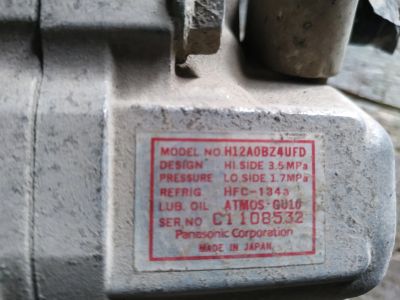 MODEL NO. H12A0BZ4UFD
DESIGN HI.SIDE 3.5MPa
PRESSURE LO.SIDE 1.7MPa
REFRIG. HFC-134a
LUB. OIL ATMOS-GU10
SER.NO C1108532
Panasonic Corporation
MADE IN JAPAN